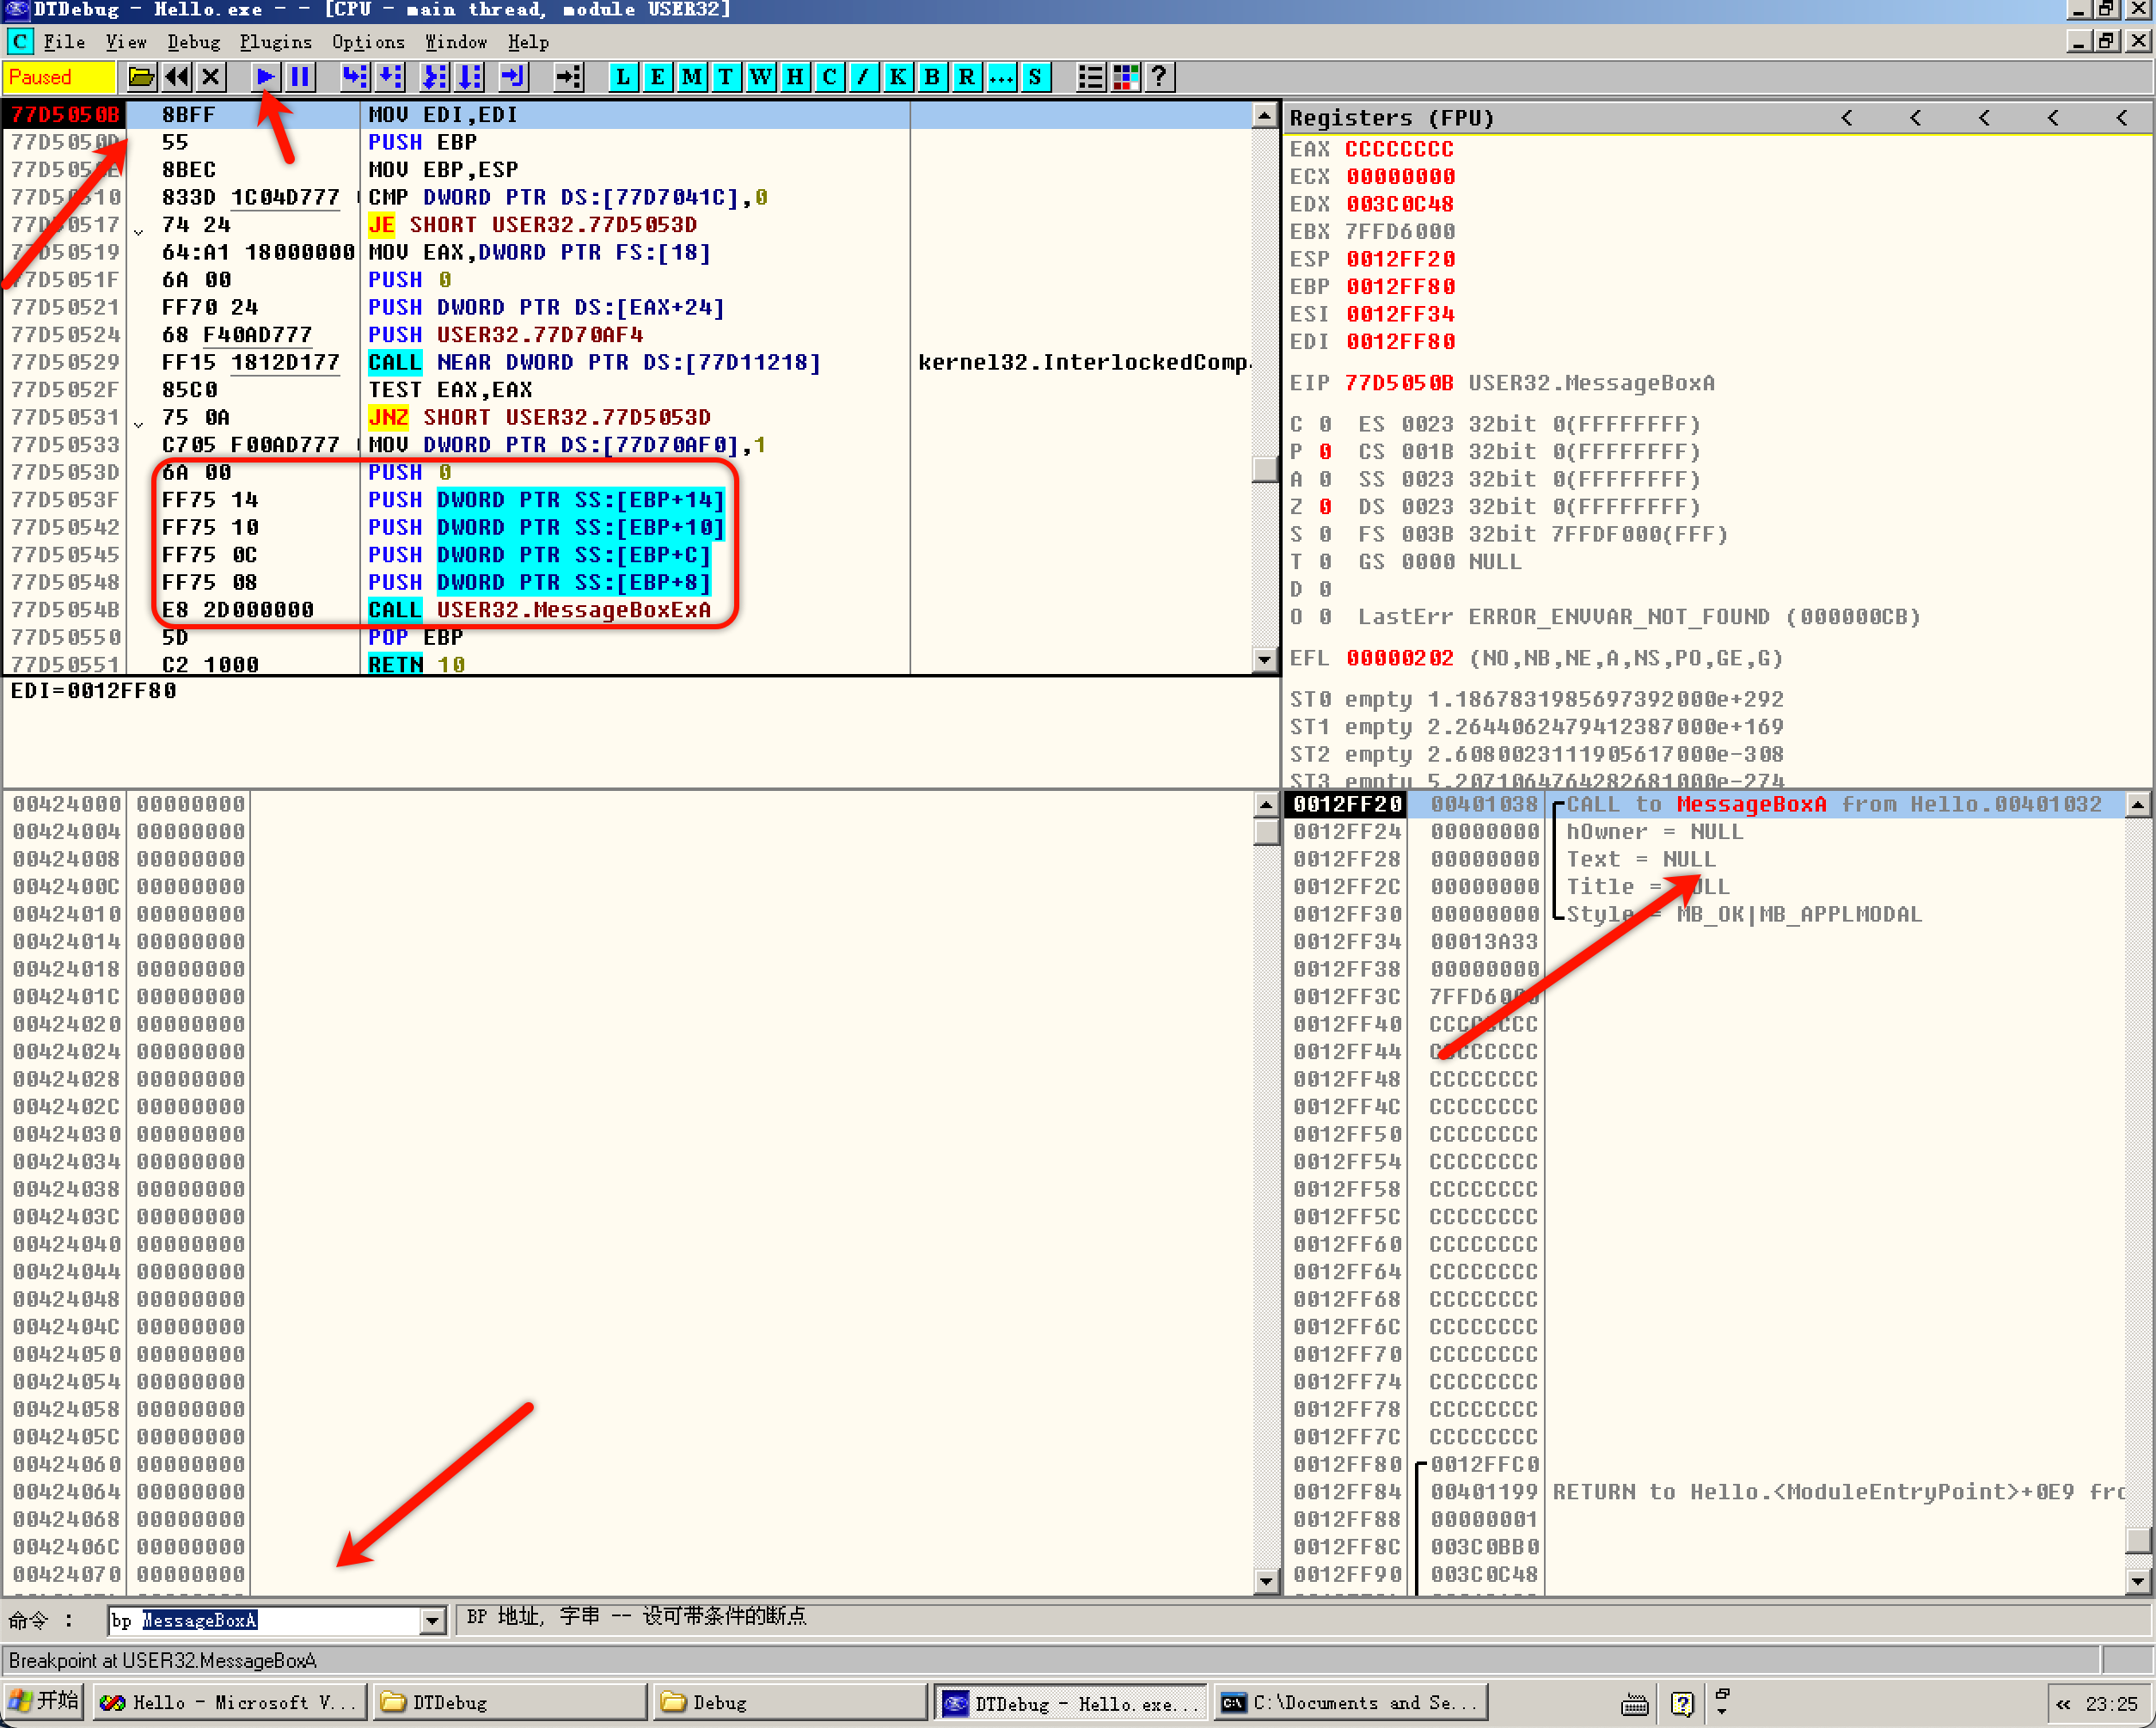 DTDebug - Hello.exe - - [CPU - main thread, module USER32]
C File View Debug Plugins Options Window Help
Paused L E M T W H C / K B R ... S ?
77D5050B 8BFF MOV EDI,EDI
77D5050D 55 PUSH EBP
77D5050E 8BEC MOV EBP,ESP
77D50510 833D 1C04D777 CMP DWORD PTR DS:[77D7041C],0
77D50517 74 24 JE SHORT USER32.77D5053D
77D50519 64:A1 18000000 MOV EAX,DWORD PTR FS:[18]
77D5051F 6A 00 PUSH 0
77D50521 FF70 24 PUSH DWORD PTR DS:[EAX+24]
77D50524 68 F40AD777 PUSH USER32.77D70AF4
77D50529 FF15 1812D177 CALL NEAR DWORD PTR DS:[77D11218] kernel32.InterlockedComp.
77D5052F 85C0 TEST EAX,EAX
77D50531 75 0A JNZ SHORT USER32.77D5053D
77D50533 C705 F00AD777 MOV DWORD PTR DS:[77D70AF0],1
77D5053D 6A 00 PUSH 0
77D5053F FF75 14 PUSH DWORD PTR SS:[EBP+14]
77D50542 FF75 10 PUSH DWORD PTR SS:[EBP+10]
77D50545 FF75 0C PUSH DWORD PTR SS:[EBP+C]
77D50548 FF75 08 PUSH DWORD PTR SS:[EBP+8]
77D5054B E8 2D000000 CALL USER32.MessageBoxExA
77D50550 5D POP EBP
77D50551 C2 1000 RETN 10
EDI=0012FF80
Registers (FPU) < < < < <
EAX CCCCCCCC
ECX 00000000
EDX 003C0C48
EBX 7FFD6000
ESP 0012FF20
EBP 0012FF80
ESI 0012FF34
EDI 0012FF80
EIP 77D5050B USER32.MessageBoxA
C 0 ES 0023 32bit 0(FFFFFFFF)
P 0 CS 001B 32bit 0(FFFFFFFF)
A 0 SS 0023 32bit 0(FFFFFFFF)
Z 0 DS 0023 32bit 0(FFFFFFFF)
S 0 FS 003B 32bit 7FFDF000(FFF)
T 0 GS 0000 NULL
D 0
O 0 LastErr ERROR_ENVVAR_NOT_FOUND (000000CB)
EFL 00000202 (NO,NB,NE,A,NS,PO,GE,G)
ST0 empty 1.1867831985697392000e+292
ST1 empty 2.2644062479412387000e+169
ST2 empty 2.6080023111905617000e-308
ST3 empty 5.2071064764282681000e-274
00424000 00000000
00424004 00000000
00424008 00000000
0042400C 00000000
00424010 00000000
00424014 00000000
00424018 00000000
0042401C 00000000
00424020 00000000
00424024 00000000
00424028 00000000
0042402C 00000000
00424030 00000000
00424034 00000000
00424038 00000000
0042403C 00000000
00424040 00000000
00424044 00000000
00424048 00000000
0042404C 00000000
00424050 00000000
00424054 00000000
00424058 00000000
0042405C 00000000
00424060 00000000
00424064 00000000
00424068 00000000
0042406C 00000000
00424070 00000000
0012FF20 00401038 CALL to MessageBoxA from Hello.00401032
0012FF24 00000000 hOwner = NULL
0012FF28 00000000 Text = NULL
0012FF2C 00000000 Title = NULL
0012FF30 00000000 Style = MB_OK|MB_APPLMODAL
0012FF34 00013A33
0012FF38 00000000
0012FF3C 7FFD6000
0012FF40 CCCCCCCC
0012FF44 CCCCCCCC
0012FF48 CCCCCCCC
0012FF4C CCCCCCCC
0012FF50 CCCCCCCC
0012FF54 CCCCCCCC
0012FF58 CCCCCCCC
0012FF5C CCCCCCCC
0012FF60 CCCCCCCC
0012FF64 CCCCCCCC
0012FF68 CCCCCCCC
0012FF6C CCCCCCCC
0012FF70 CCCCCCCC
0012FF74 CCCCCCCC
0012FF78 CCCCCCCC
0012FF7C CCCCCCCC
0012FF80 0012FFC0
0012FF84 00401199 RETURN to Hello.<ModuleEntryPoint>+0E9 fro
0012FF88 00000001
0012FF8C 003C0BB0
0012FF90 003C0C48
命令 : bp MessageBoxA BP 地址, 字串 -- 设可带条件的断点
Breakpoint at USER32.MessageBoxA
开始 Hello - Microsoft V... DTDebug Debug DTDebug - Hello.exe... C:\Documents and Se... « 23:25